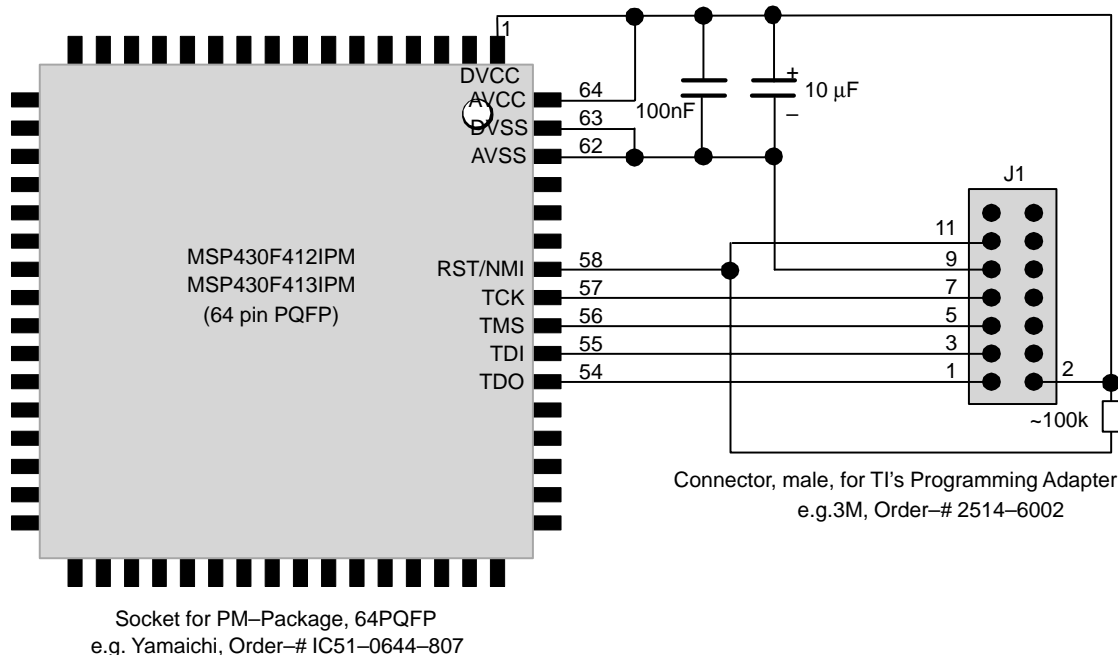 1
DVCC
AVCC 64
DVSS 63
AVSS 62
100nF
+
10 μF
–
J1
MSP430F412IPM
MSP430F413IPM
(64 pin PQFP)
RST/NMI 58
TCK 57
TMS 56
TDI 55
TDO 54
11
9
7
5
3
1
2
~100k
Connector, male, for TI's Programming Adapter
e.g.3M, Order–# 2514–6002
Socket for PM–Package, 64PQFP
e.g. Yamaichi, Order–# IC51–0644–807